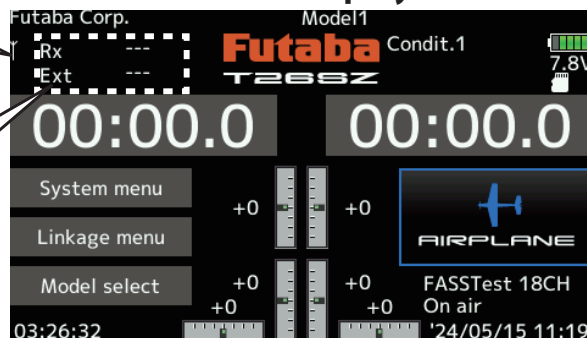 Futaba Corp.
Model1
Rx ---
Ext ---
Futaba
T26SZ
Condit.1
7.8V
00:00.0
00:00.0
System menu
Linkage menu
Model select
+0
+0
AIRPLANE
+0
+0
+0
+0
FASSTest 18CH
On air
03:26:32
'24/05/15 11:19